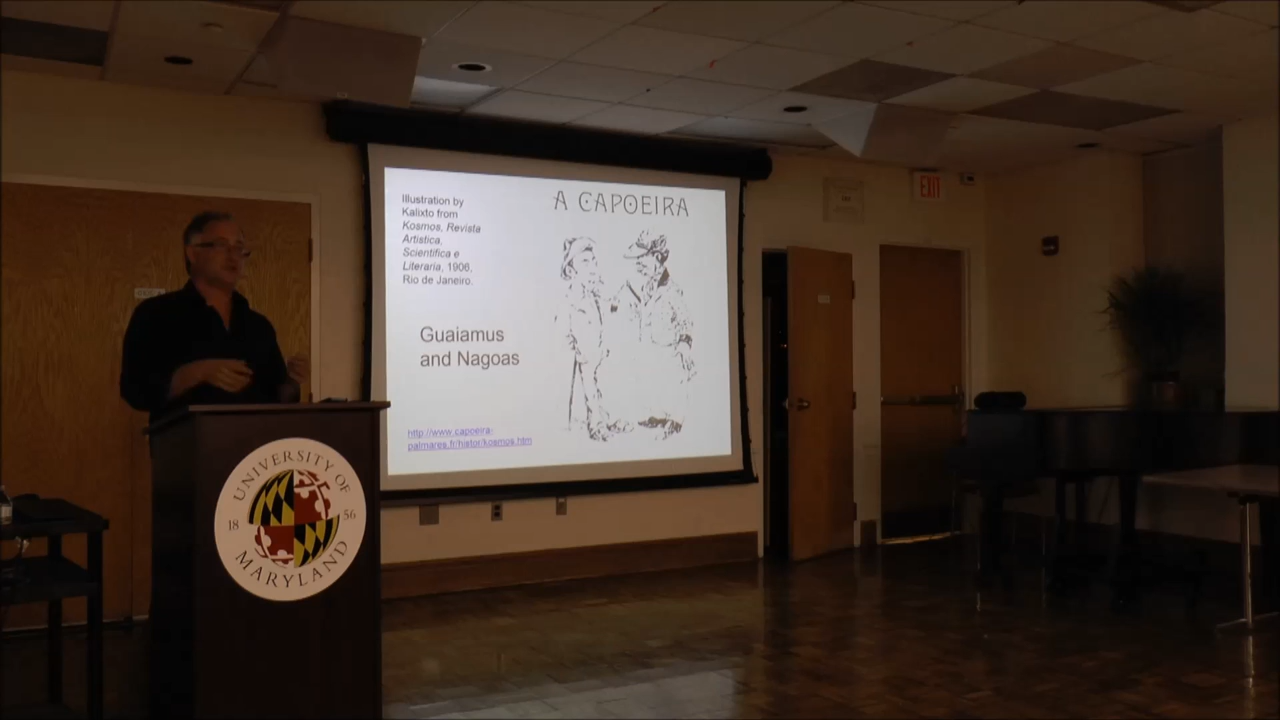 A CAPOEIRA
Illustration by
Kalixto from
Kosmos, Revista
Artistica,
Scientifica e
Literaria, 1906,
Rio de Janeiro.
Guaiamus
and Nagoas
http://www.capoeira-
palmares.fr/histor/kosmos.htm
EXIT
UNIVERSITY OF
18 56
MARYLAND